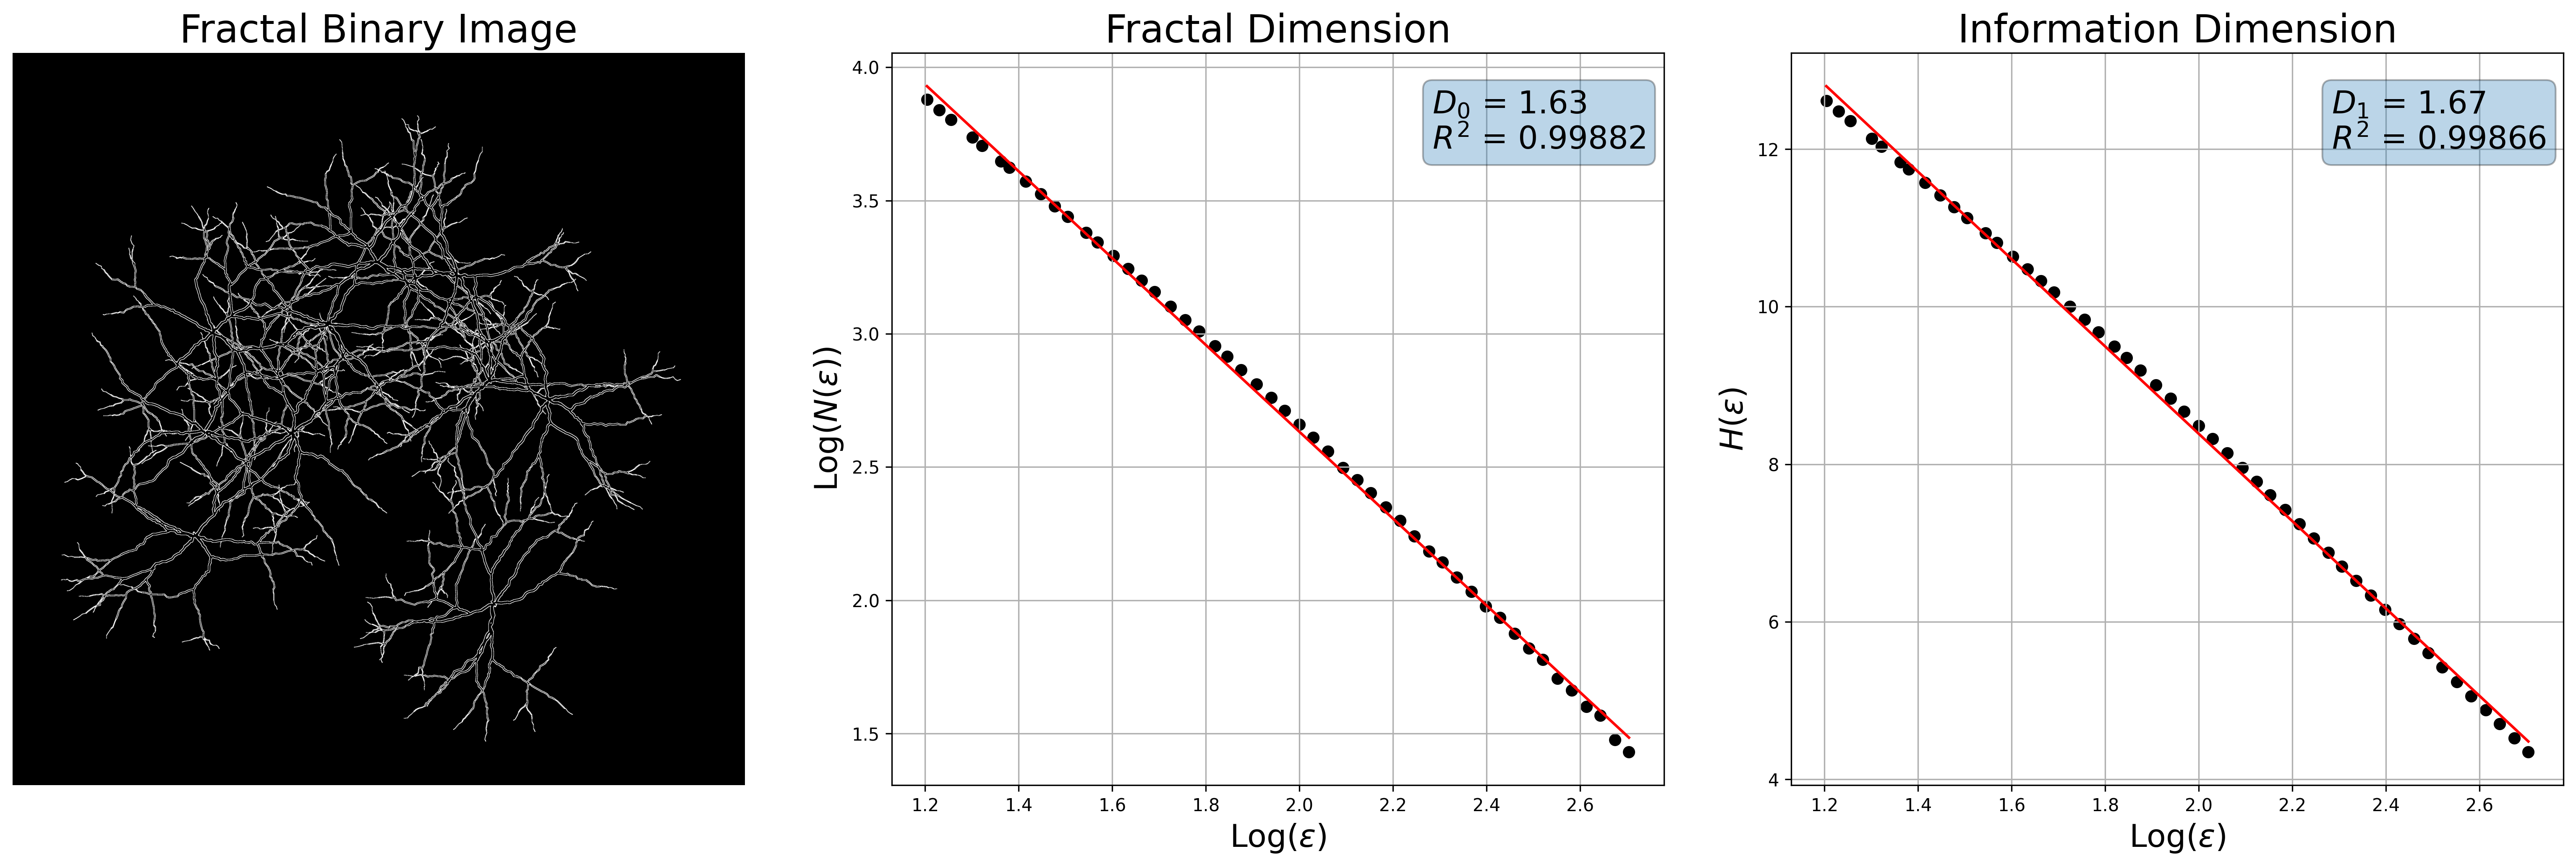 Fractal Binary Image
Fractal Dimension
4.0
3.5
3.0
2.5
2.0
1.5
Log(N(ε))
D₀ = 1.63
R² = 0.99882
1.2 1.4 1.6 1.8 2.0 2.2 2.4 2.6
Log(ε)
Information Dimension
12
10
8
6
4
H(ε)
D₁ = 1.67
R² = 0.99866
1.2 1.4 1.6 1.8 2.0 2.2 2.4 2.6
Log(ε)